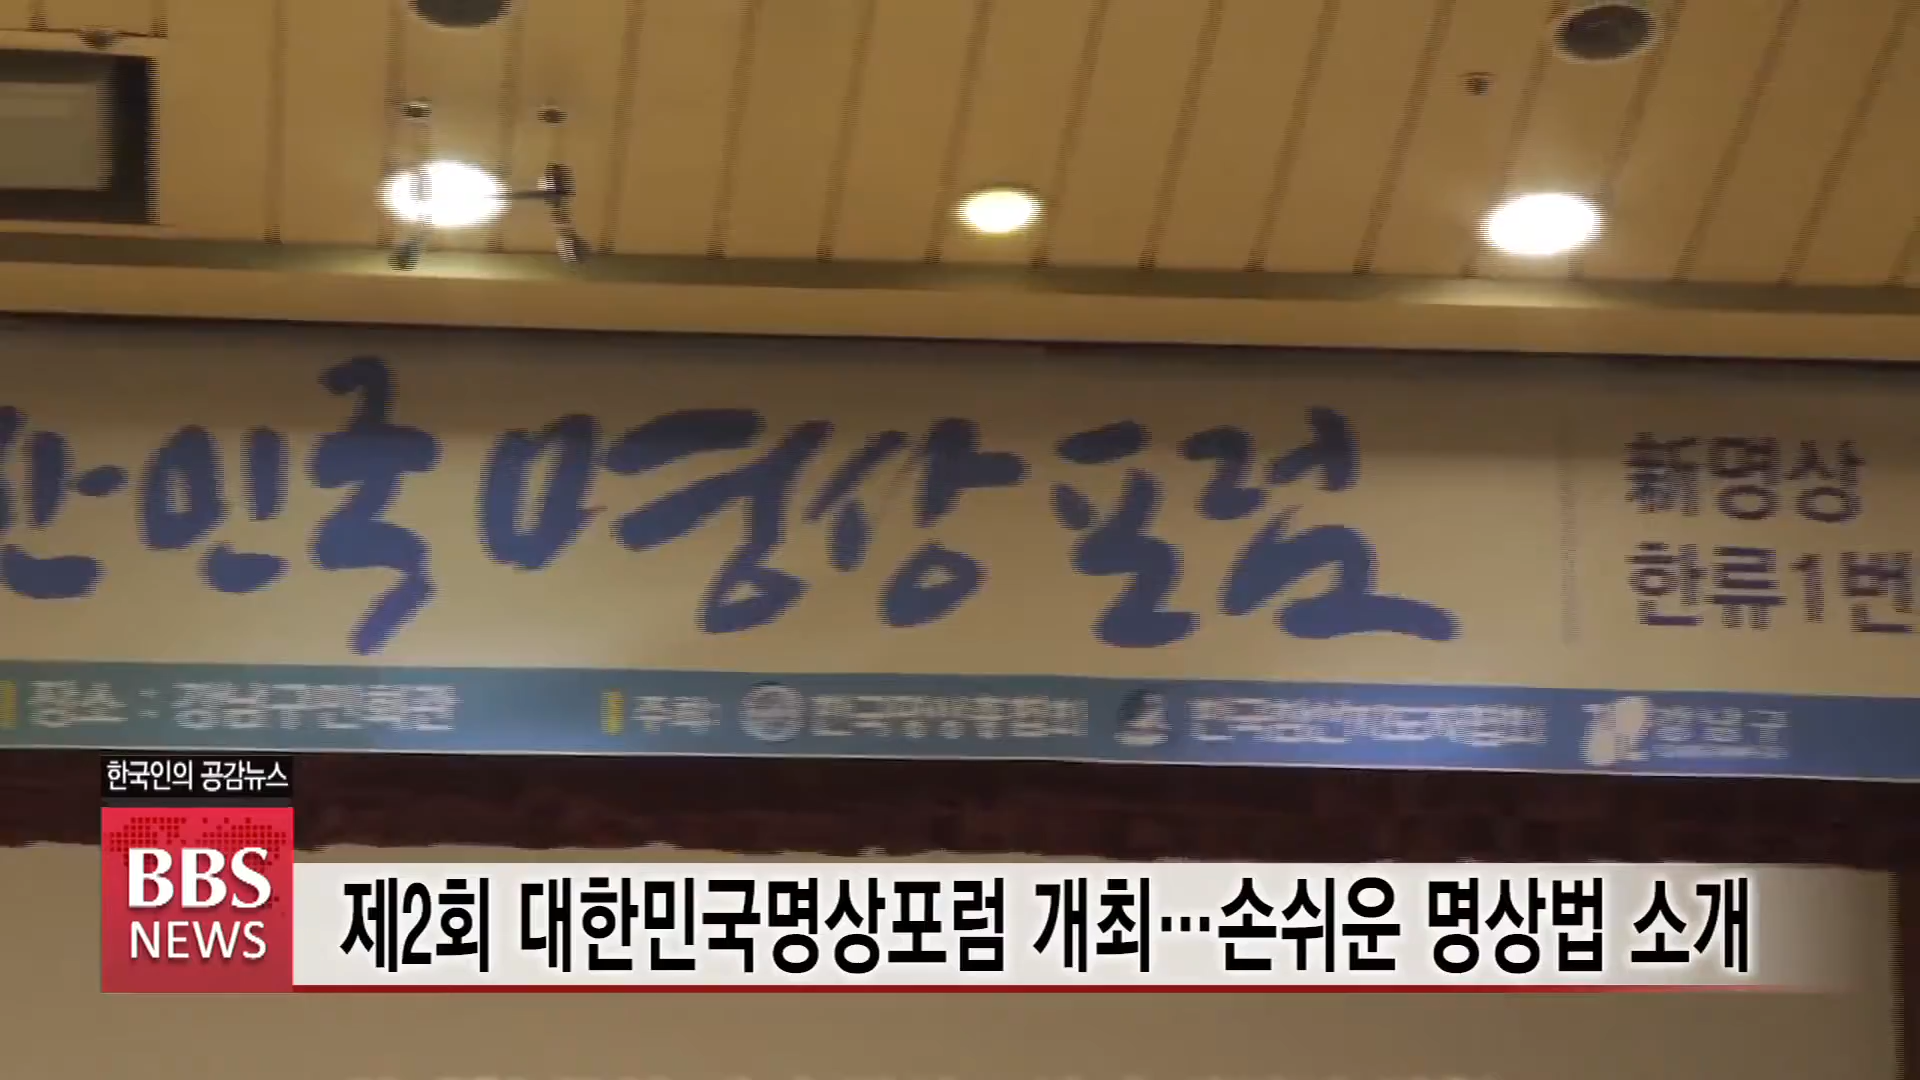 한민국 명상포럼
新명상
한류1번
장소 : 강남구민회관
주최:
강남구
한국인의 공감뉴스
BBS
NEWS
제2회 대한민국명상포럼 개최…손쉬운 명상법 소개